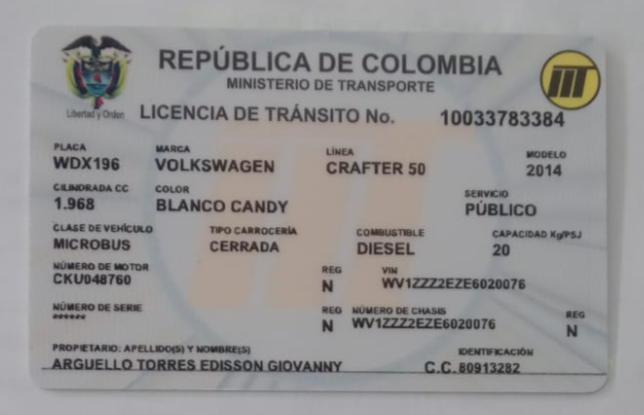 REPÚBLICA DE COLOMBIA
MINISTERIO DE TRANSPORTE
Libertad y Orden
LICENCIA DE TRÁNSITO No. 10033783384
PLACA MARCA LÍNEA MODELO
WDX196 VOLKSWAGEN CRAFTER 50 2014
CILINDRADA CC COLOR SERVICIO
1.968 BLANCO CANDY PÚBLICO
CLASE DE VEHÍCULO TIPO CARROCERÍA COMBUSTIBLE CAPACIDAD Kg/PSJ
MICROBUS CERRADA DIESEL 20
NÚMERO DE MOTOR REG VIN
CKU048760 N WV1ZZZ2EZE6020076
NÚMERO DE SERIE REG NÚMERO DE CHASIS REG
****** N WV1ZZZ2EZE6020076 N
PROPIETARIO: APELLIDO(S) Y NOMBRE(S) IDENTIFICACIÓN
ARGUELLO TORRES EDISSON GIOVANNY C.C. 80913282